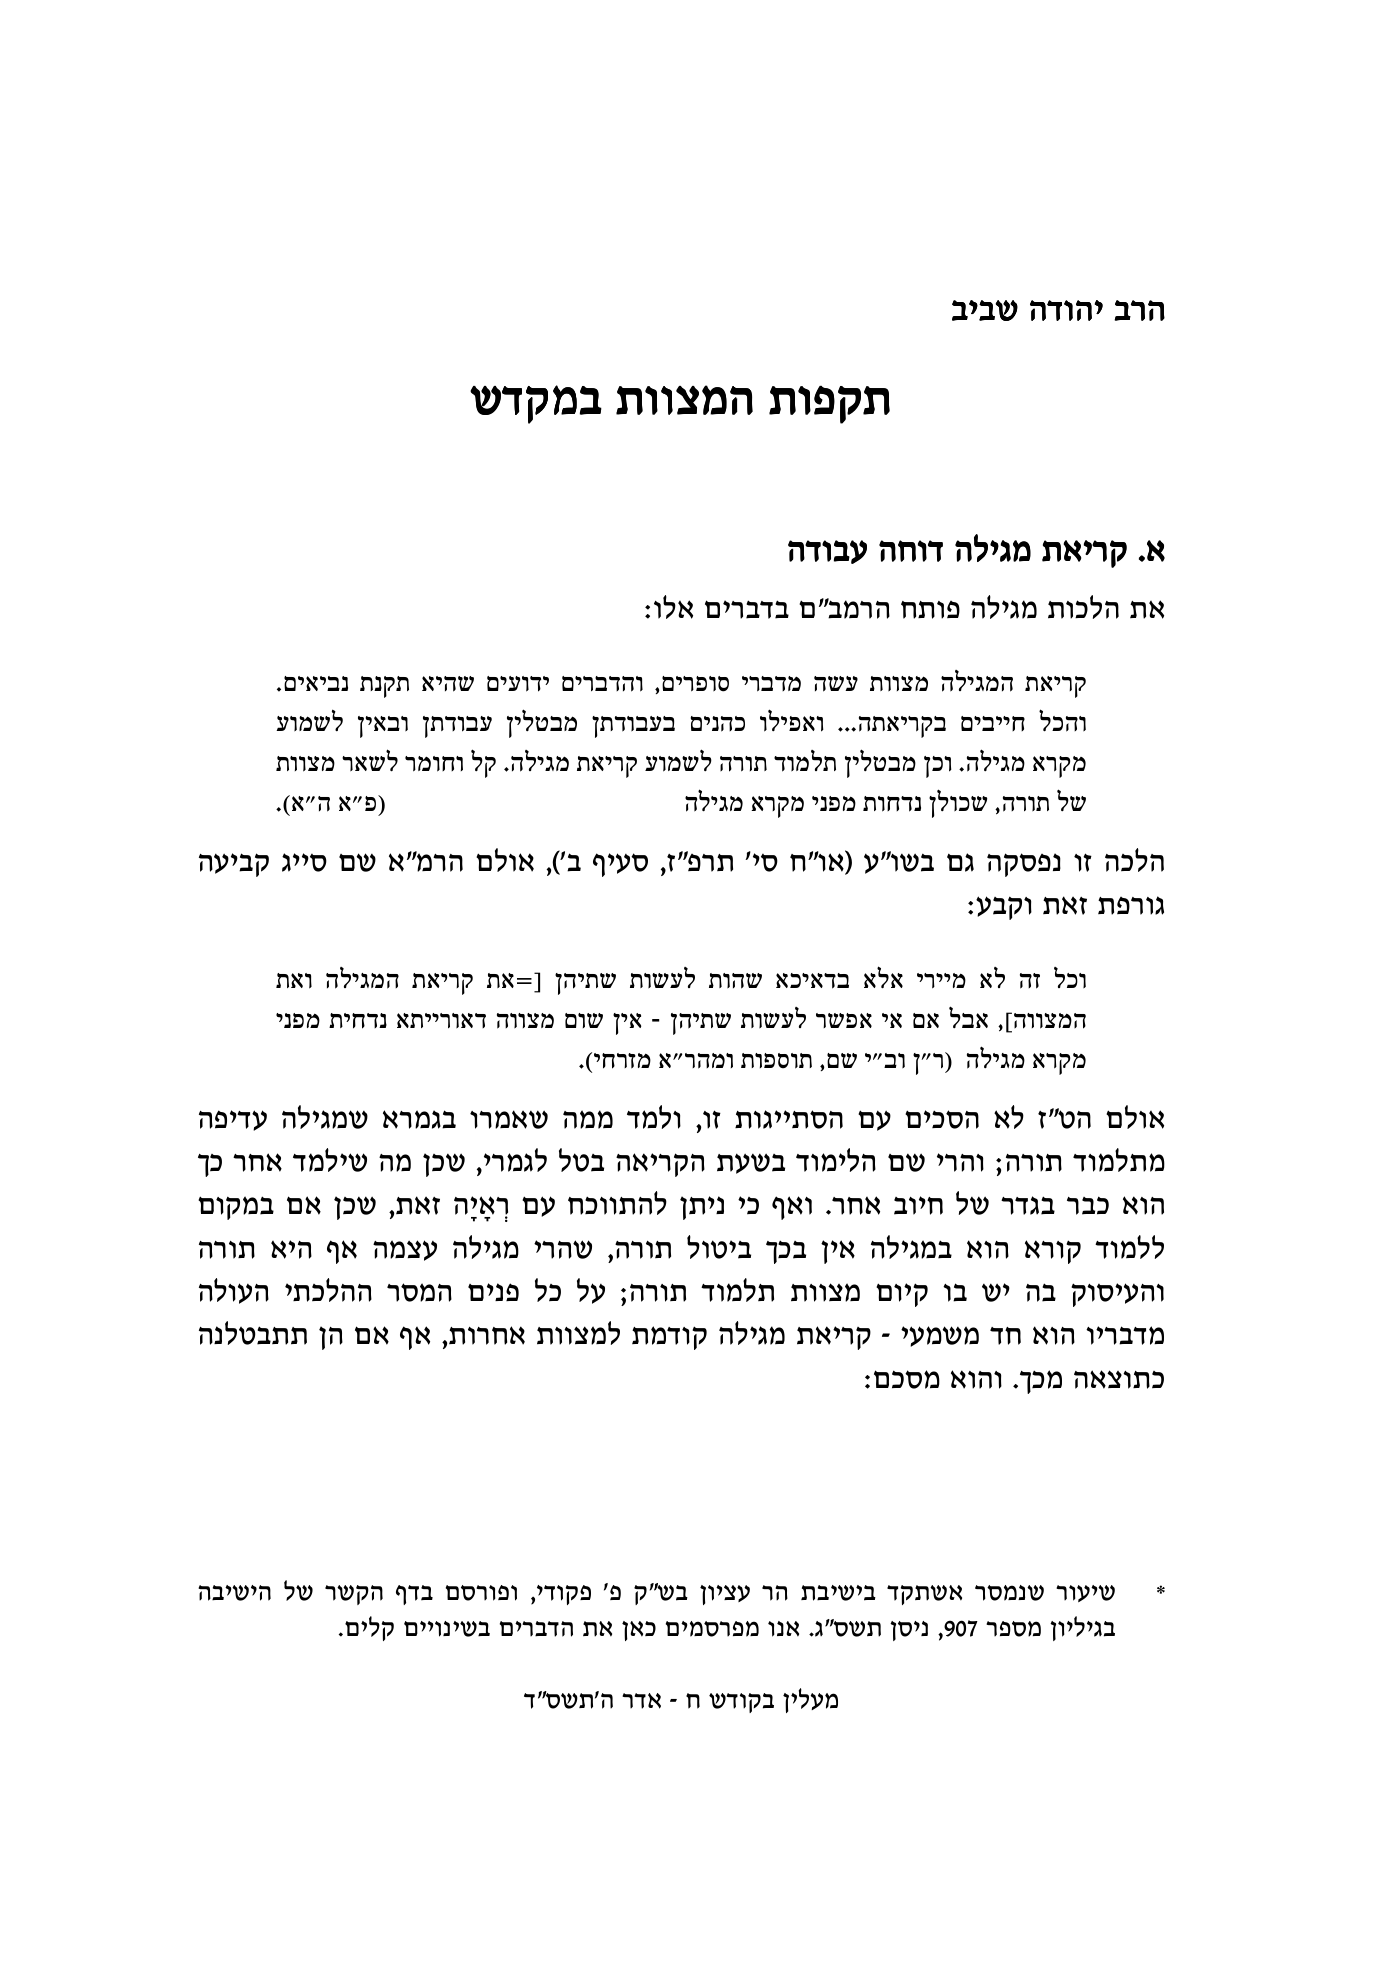 הרב יהודה שביב
תקפות המצוות במקדש
א. קריאת מגילה דוחה עבודה
את הלכות מגילה פותח הרמב"ם בדברים אלו:
קריאת המגילה מצוות עשה מדברי סופרים, והדברים ידועים שהיא תקנת נביאים.
והכל חייבים בקריאתה... ואפילו כהנים בעבודתן מבטלין עבודתן ובאין לשמוע
מקרא מגילה. וכן מבטלין תלמוד תורה לשמוע קריאת מגילה. קל וחומר לשאר מצוות
של תורה, שכולן נדחות מפני מקרא מגילה (פ"א ה"א).
הלכה זו נפסקה גם בשו"ע (או"ח סי' תרפ"ז, סעיף ב'), אולם הרמ"א שם סייג קביעה
גורפת זאת וקבע:
וכל זה לא מיירי אלא בדאיכא שהות לעשות שתיהן [=את קריאת המגילה ואת
המצווה], אבל אם אי אפשר לעשות שתיהן - אין שום מצווה דאורייתא נדחית מפני
מקרא מגילה (ר"ן וב"י שם, תוספות ומהר"א מזרחי).
אולם הט"ז לא הסכים עם הסתייגות זו, ולמד ממה שאמרו בגמרא שמגילה עדיפה
מתלמוד תורה; והרי שם הלימוד בשעת הקריאה בטל לגמרי, שכן מה שילמד אחר כך
הוא כבר בגדר של חיוב אחר. ואף כי ניתן להתווכח עם רְאָיָה זאת, שכן אם במקום
ללמוד קורא הוא במגילה אין בכך ביטול תורה, שהרי מגילה עצמה אף היא תורה
והעיסוק בה יש בו קיום מצוות תלמוד תורה; על כל פנים המסר ההלכתי העולה
מדבריו הוא חד משמעי - קריאת מגילה קודמת למצוות אחרות, אף אם הן תתבטלנה
כתוצאה מכך. והוא מסכם:
* שיעור שנמסר אשתקד בישיבת הר עציון בש"ק פ' פקודי, ופורסם בדף הקשר של הישיבה
בגיליון מספר 907, ניסן תשס"ג. אנו מפרסמים כאן את הדברים בשינויים קלים.
מעלין בקודש ח - אדר ה'תשס"ד